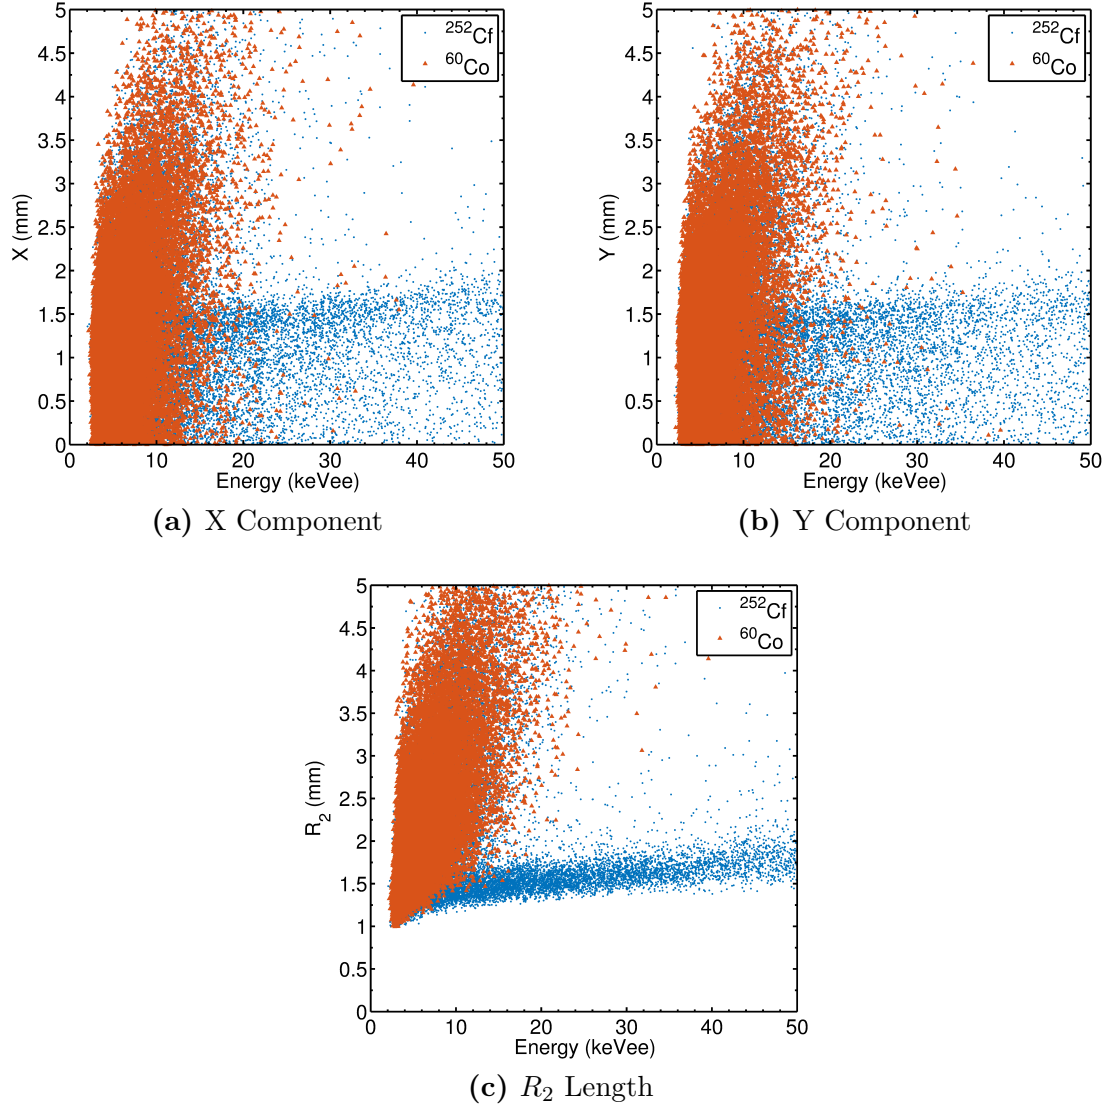 5
4.5
4
3.5
3
2.5
2
1.5
1
0.5
0
X (mm)
²⁵²Cf
⁶⁰Co
0 10 20 30 40 50
Energy (keVee)
(a) X Component
5
4.5
4
3.5
3
2.5
2
1.5
1
0.5
0
Y (mm)
²⁵²Cf
⁶⁰Co
0 10 20 30 40 50
Energy (keVee)
(b) Y Component
5
4.5
4
3.5
3
2.5
2
1.5
1
0.5
0
R₂ (mm)
²⁵²Cf
⁶⁰Co
0 10 20 30 40 50
Energy (keVee)
(c) R₂ Length